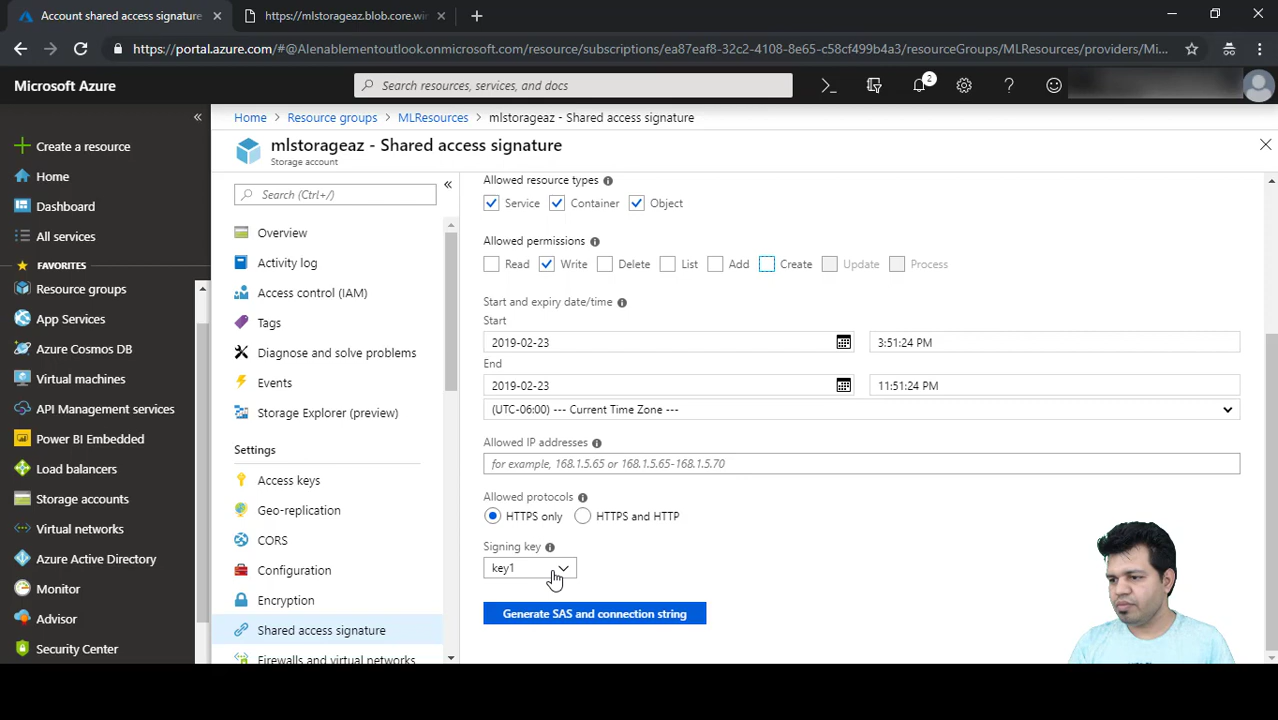 Account shared access signature
https://mlstorageaz.blob.core.win
https://portal.azure.com/#@AIenablementoutlook.onmicrosoft.com/resource/subscriptions/ea87eaf8-32c2-4108-8e65-c58cf499b4a3/resourceGroups/MLResources/providers/Mi...
Microsoft Azure
Search resources, services, and docs
2
Home > Resource groups > MLResources > mlstorageaz - Shared access signature
mlstorageaz - Shared access signature
Storage account
Create a resource
Home
Dashboard
All services
FAVORITES
Resource groups
App Services
Azure Cosmos DB
Virtual machines
API Management services
Power BI Embedded
Load balancers
Storage accounts
Virtual networks
Azure Active Directory
Monitor
Advisor
Security Center
Search (Ctrl+/)
Overview
Activity log
Access control (IAM)
Tags
Diagnose and solve problems
Events
Storage Explorer (preview)
Settings
Access keys
Geo-replication
CORS
Configuration
Encryption
Shared access signature
Firewalls and virtual networks
Allowed resource types
Service Container Object
Allowed permissions
Read Write Delete List Add Create Update Process
Start and expiry date/time
Start
2019-02-23 3:51:24 PM
End
2019-02-23 11:51:24 PM
(UTC-06:00) --- Current Time Zone ---
Allowed IP addresses
for example, 168.1.5.65 or 168.1.5.65-168.1.5.70
Allowed protocols
HTTPS only HTTPS and HTTP
Signing key
key1
Generate SAS and connection string